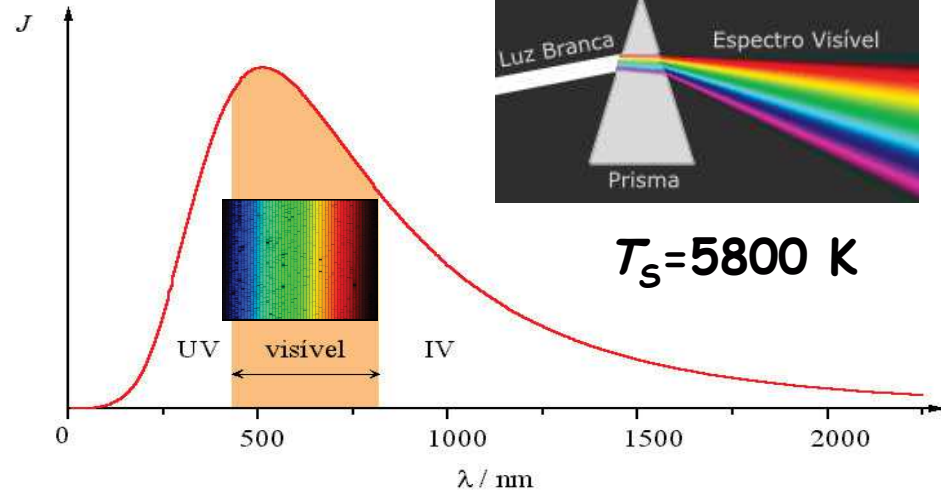 J
Luz Branca
Espectro Visível
Prisma
T_S=5800 K
UV visível IV
0 500 1000 1500 2000
λ / nm